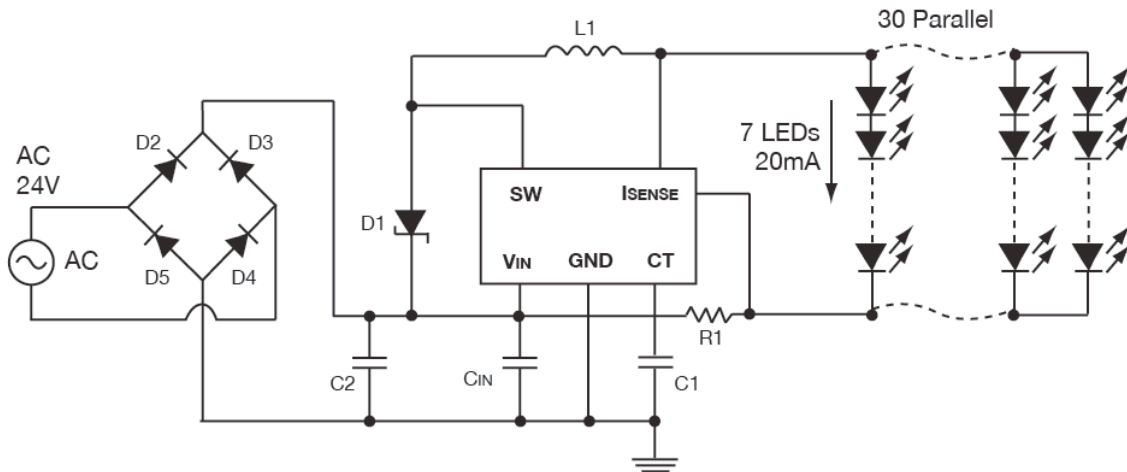 30 Parallel
L1
D2
D3
AC
24V
7 LEDs
20mA
SW
ISENSE
D1
AC
VIN
GND
CT
D5
D4
R1
C2
CIN
C1